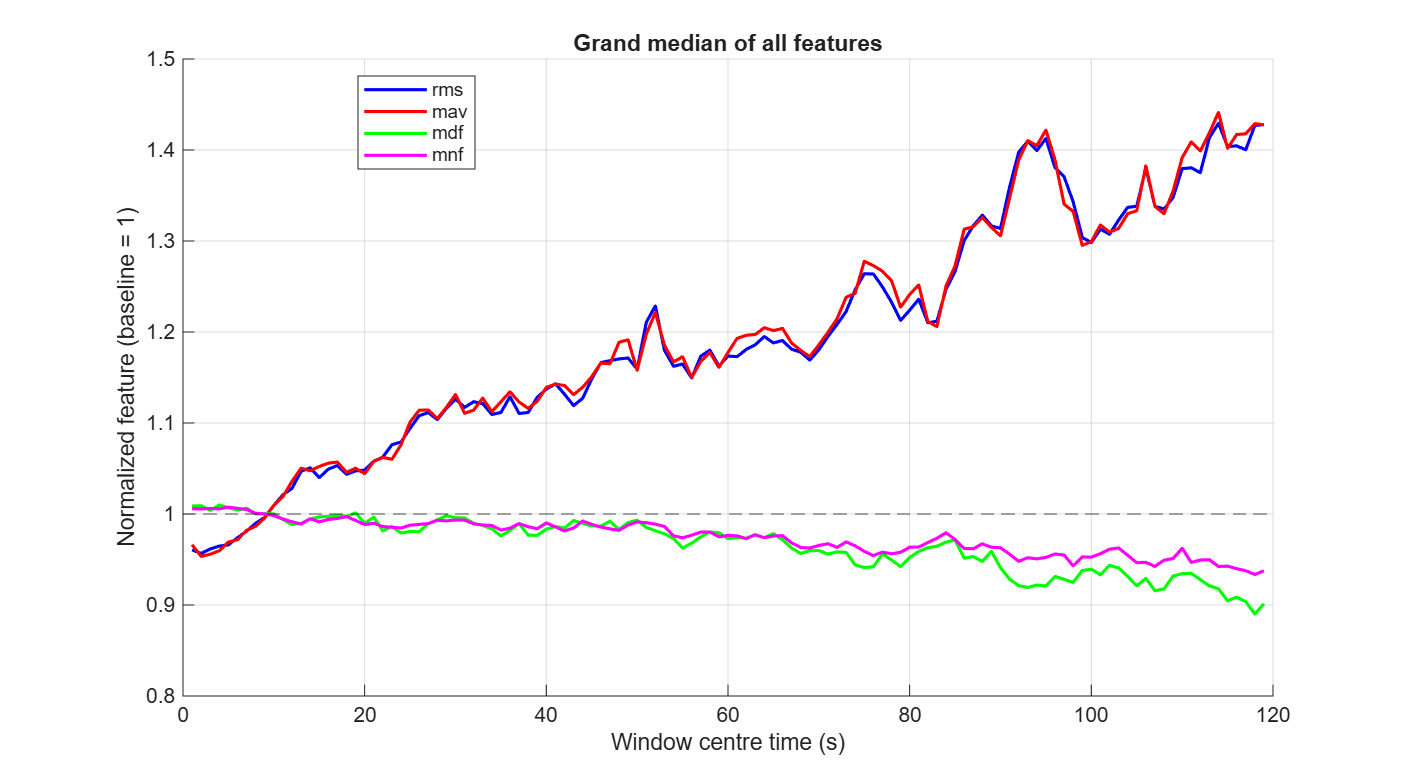 Grand median of all features
1.5
1.4
1.3
1.2
1.1
1
0.9
0.8
Normalized feature (baseline = 1)
rms
mav
mdf
mnf
0 20 40 60 80 100 120
Window centre time (s)